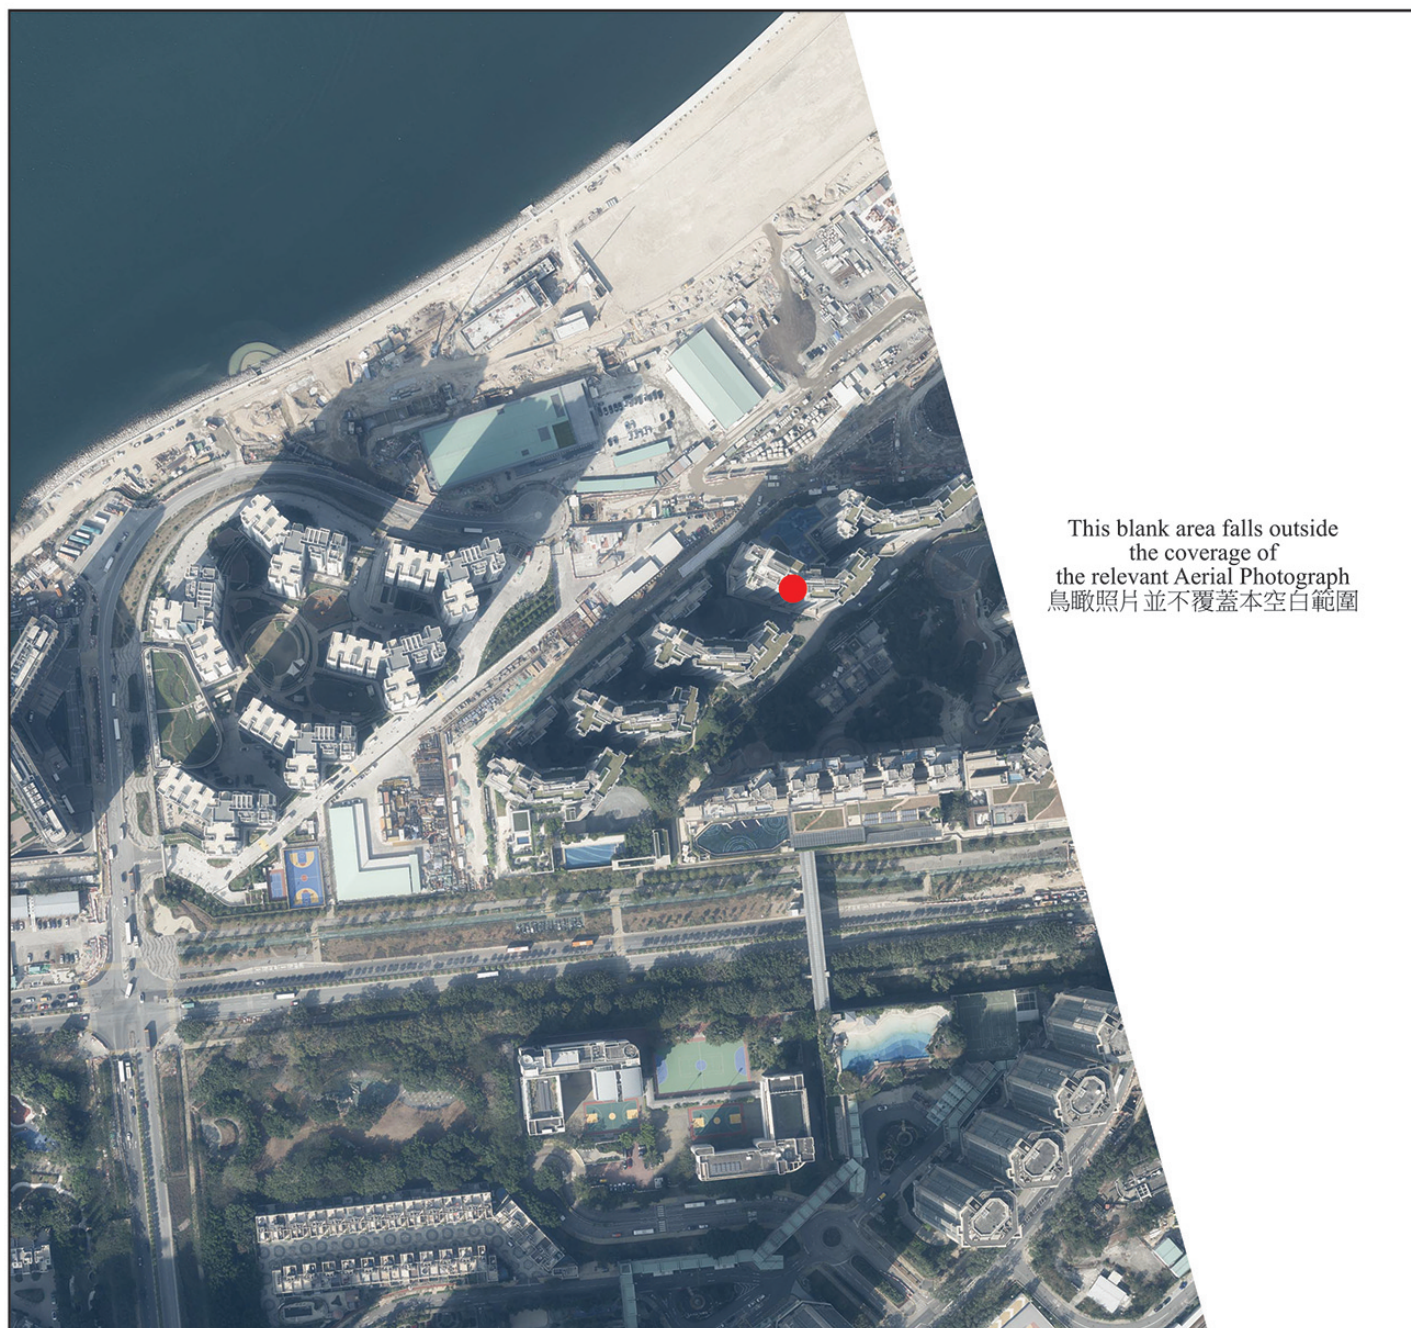 This blank area falls outside
the coverage of
the relevant Aerial Photograph
鳥瞰照片並不覆蓋本空白範圍